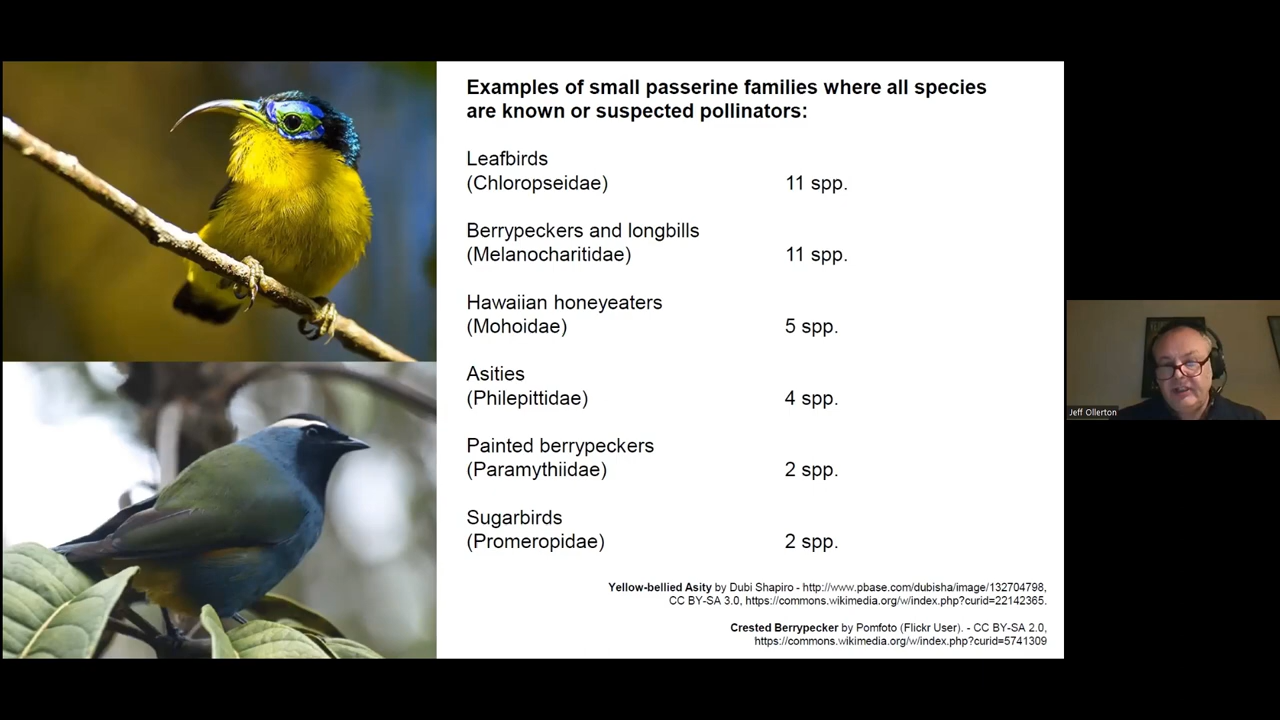 Examples of small passerine families where all species
are known or suspected pollinators:
Leafbirds
(Chloropseidae) 11 spp.
Berrypeckers and longbills
(Melanocharitidae) 11 spp.
Hawaiian honeyeaters
(Mohoidae) 5 spp.
Asities
(Philepittidae) 4 spp.
Painted berrypeckers
(Paramythiidae) 2 spp.
Sugarbirds
(Promeropidae) 2 spp.
Yellow-bellied Asity by Dubi Shapiro - http://www.pbase.com/dubisha/image/132704798,
CC BY-SA 3.0, https://commons.wikimedia.org/w/index.php?curid=22142365.
Crested Berrypecker by Pomfoto (Flickr User). - CC BY-SA 2.0,
https://commons.wikimedia.org/w/index.php?curid=5741309
Jeff Ollerton